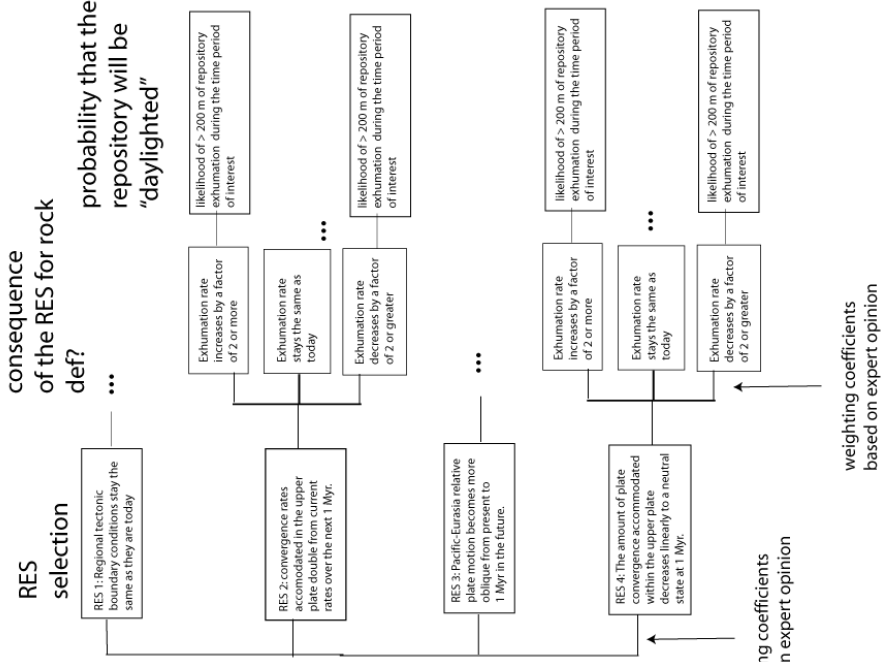 RES
selection
consequence
of the RES for rock
def?
probability that the
repository will be
"daylighted"
RES 1: Regional tectonic
boundary conditions stay the
same as they are today
...
RES 2: convergence rates
accomodated in the upper
plate double from current
rates over the next 1 Myr.
Exhumation rate
increases by a factor
of 2 or more
likelihood of > 200 m of repository
exhumation during the time period
of interest
Exhumation rate
stays the same as
today
...
Exhumation rate
decreases by a factor
of 2 or greater
likelihood of > 200 m of repository
exhumation during the time period
of interest
RES 3: Pacific-Eurasia relative
plate motion becomes more
oblique from present to
1 Myr in the future.
...
RES 4: The amount of plate
convergence accommodated
within the upper plate
decreases linearly to a neutral
state at 1 Myr.
Exhumation rate
increases by a factor
of 2 or more
likelihood of > 200 m of repository
exhumation during the time period
of interest
Exhumation rate
stays the same as
today
...
Exhumation rate
decreases by a factor
of 2 or greater
likelihood of > 200 m of repository
exhumation during the time period
of interest
ng coefficients
n expert opinion
weighting coefficients
based on expert opinion